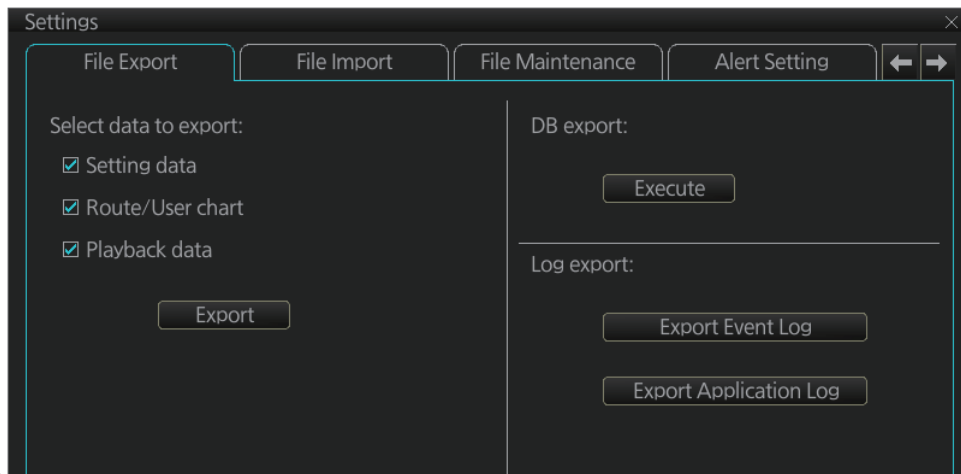 Settings
File Export
File Import
File Maintenance
Alert Setting
Select data to export:
Setting data
Route/User chart
Playback data
Export
DB export:
Execute
Log export:
Export Event Log
Export Application Log